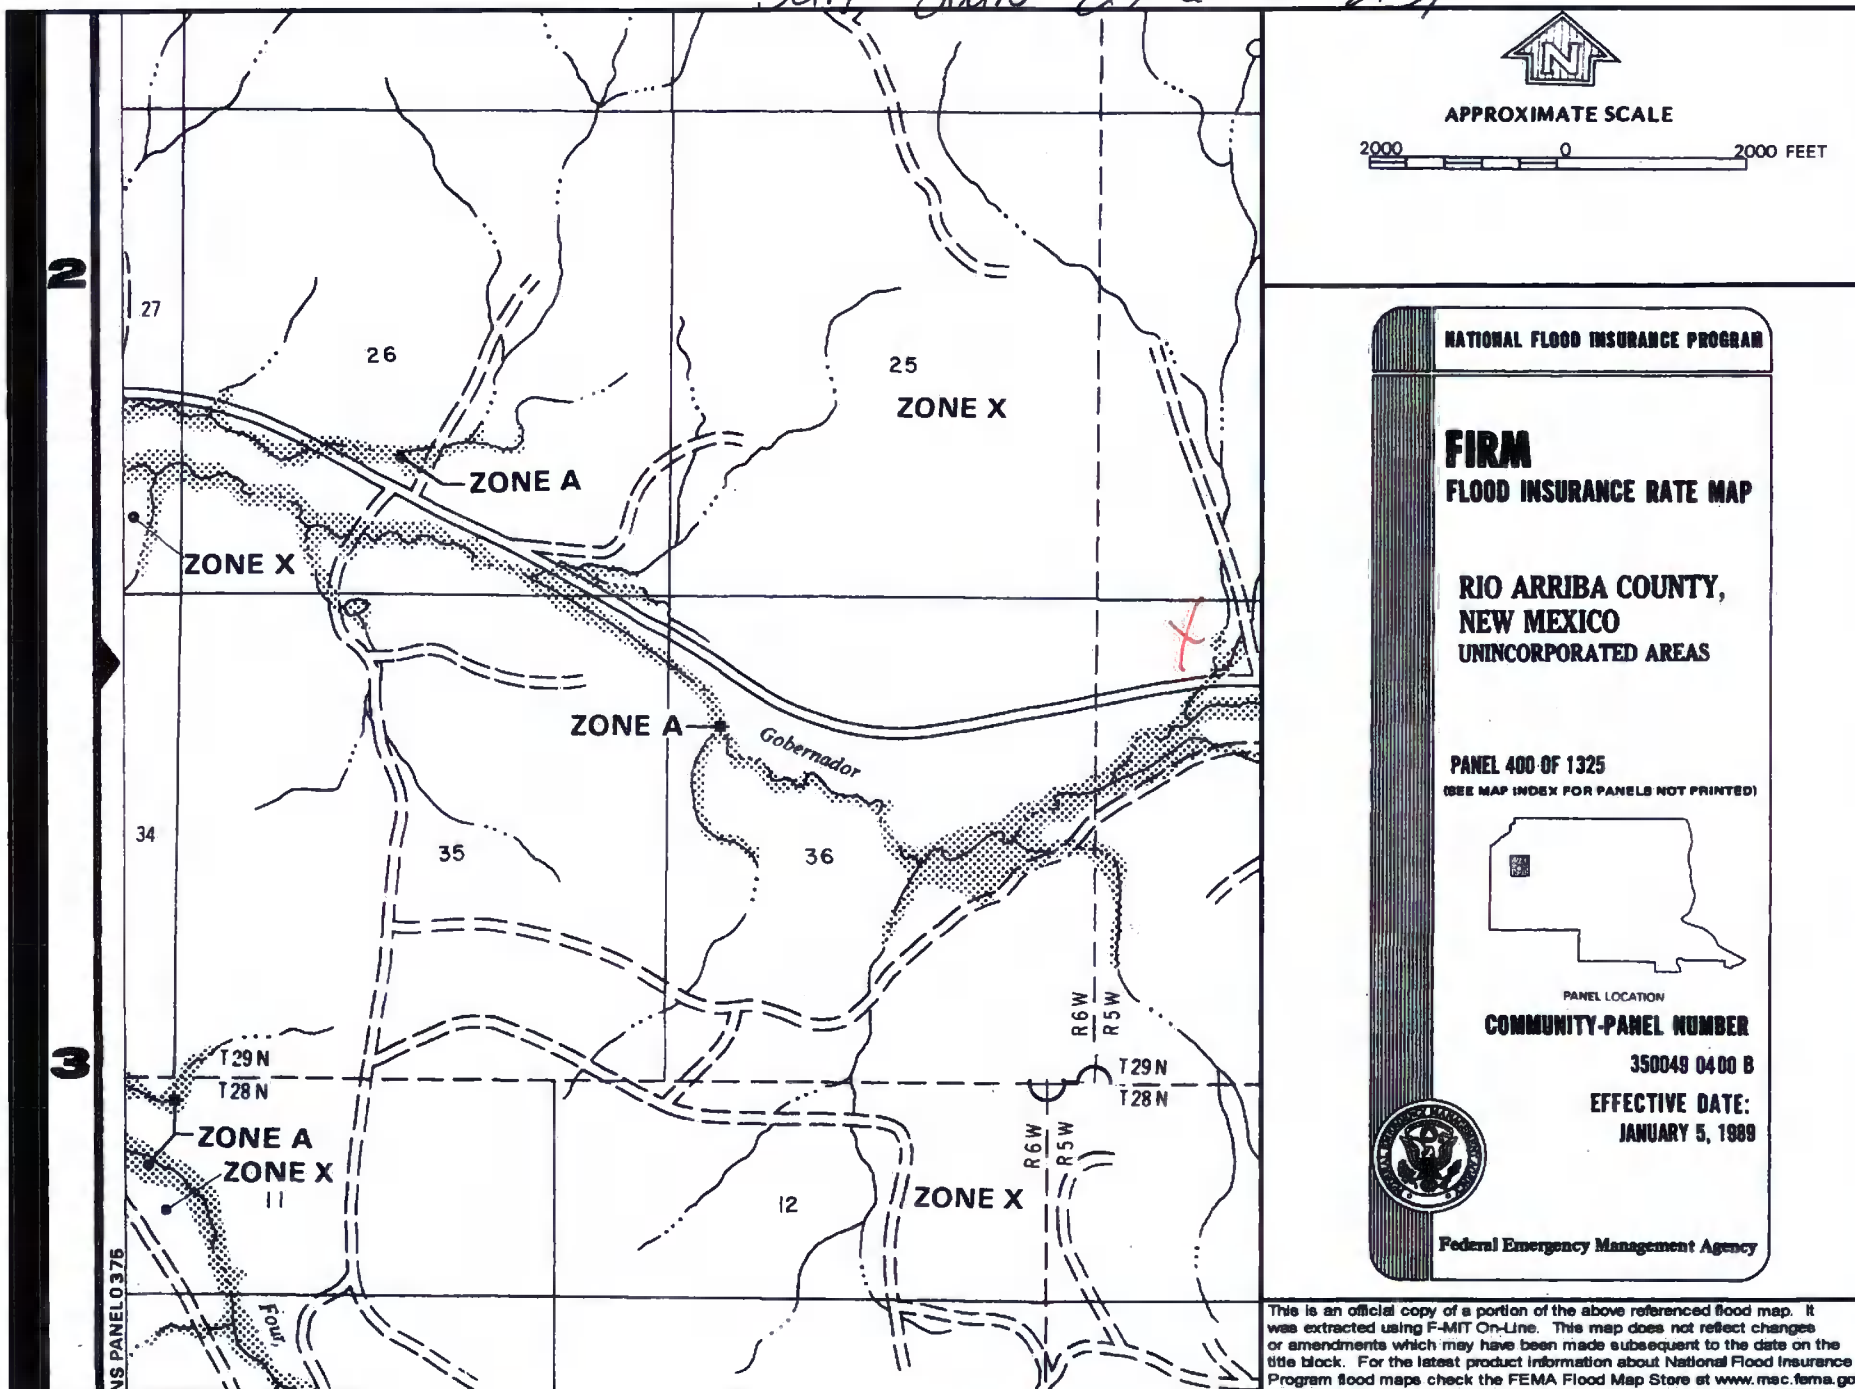 2
3
27
26
25
ZONE X
ZONE A
ZONE X
ZONE A
Gobernador
34
35
36
R6W
R5W
T29N
T28N
T29N
T28N
R6W
R5W
ZONE A
ZONE X
11
12
ZONE X
Four
NS PANEL 0375
N
APPROXIMATE SCALE
2000 0 2000 FEET
NATIONAL FLOOD INSURANCE PROGRAM
FIRM
FLOOD INSURANCE RATE MAP
RIO ARRIBA COUNTY,
NEW MEXICO
UNINCORPORATED AREAS
PANEL 400 OF 1325
(SEE MAP INDEX FOR PANELS NOT PRINTED)
PANEL LOCATION
COMMUNITY-PANEL NUMBER
350049 0400 B
EFFECTIVE DATE:
JANUARY 5, 1989
Federal Emergency Management Agency
This is an official copy of a portion of the above referenced flood map. It
was extracted using F-MIT On-Line. This map does not reflect changes
or amendments which may have been made subsequent to the date on the
title block. For the latest product information about National Flood Insurance
Program flood maps check the FEMA Flood Map Store at www.msc.fema.go